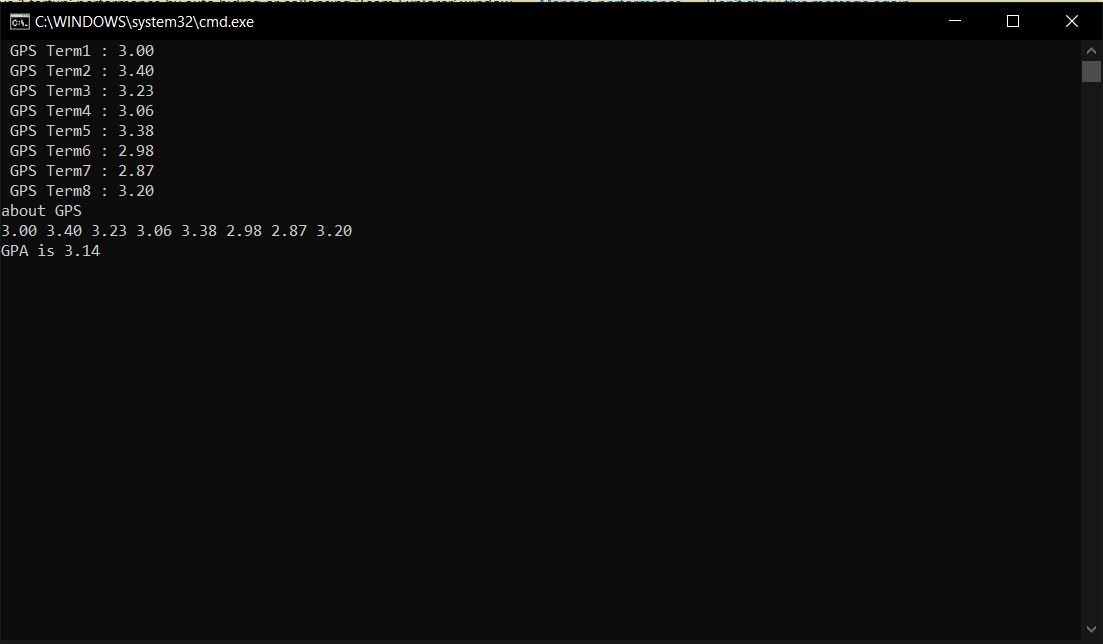 C:\WINDOWS\system32\cmd.exe
GPS Term1 : 3.00
GPS Term2 : 3.40
GPS Term3 : 3.23
GPS Term4 : 3.06
GPS Term5 : 3.38
GPS Term6 : 2.98
GPS Term7 : 2.87
GPS Term8 : 3.20
about GPS
3.00 3.40 3.23 3.06 3.38 2.98 2.87 3.20
GPA is 3.14